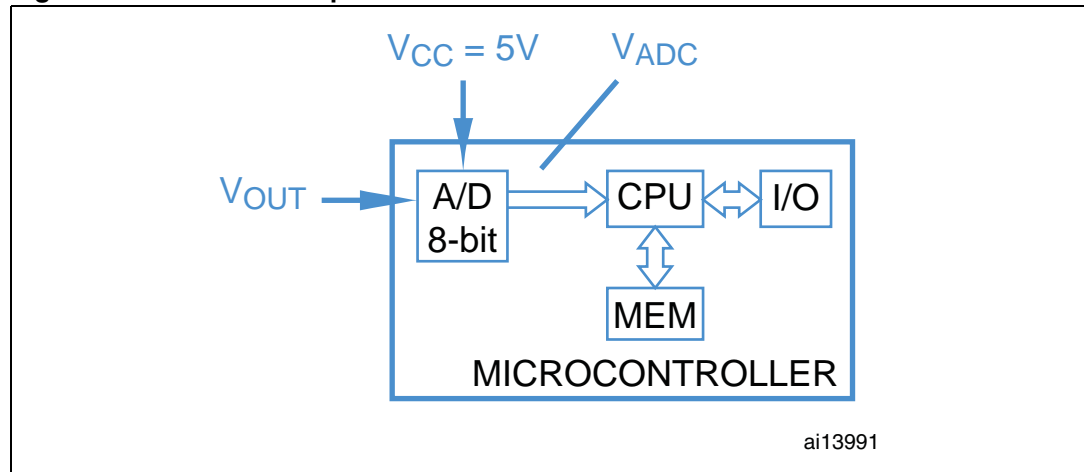 VCC = 5V
VADC
VOUT
A/D
8-bit
CPU
I/O
MEM
MICROCONTROLLER
ai13991